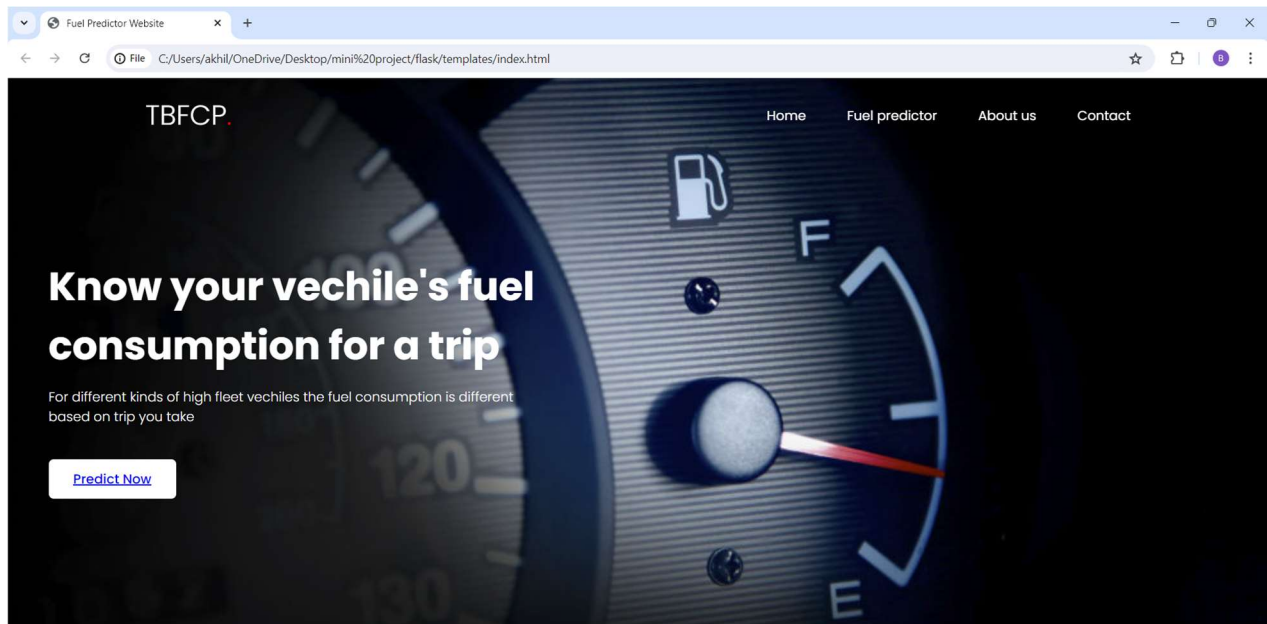 Fuel Predictor Website
File C:/Users/akhil/OneDrive/Desktop/mini%20project/flask/templates/index.html
B
TBFCP.
Home Fuel predictor About us Contact
F
Know your vechile's fuel
consumption for a trip
For different kinds of high fleet vechiles the fuel consumption is different
based on trip you take
120
Predict Now
130
E